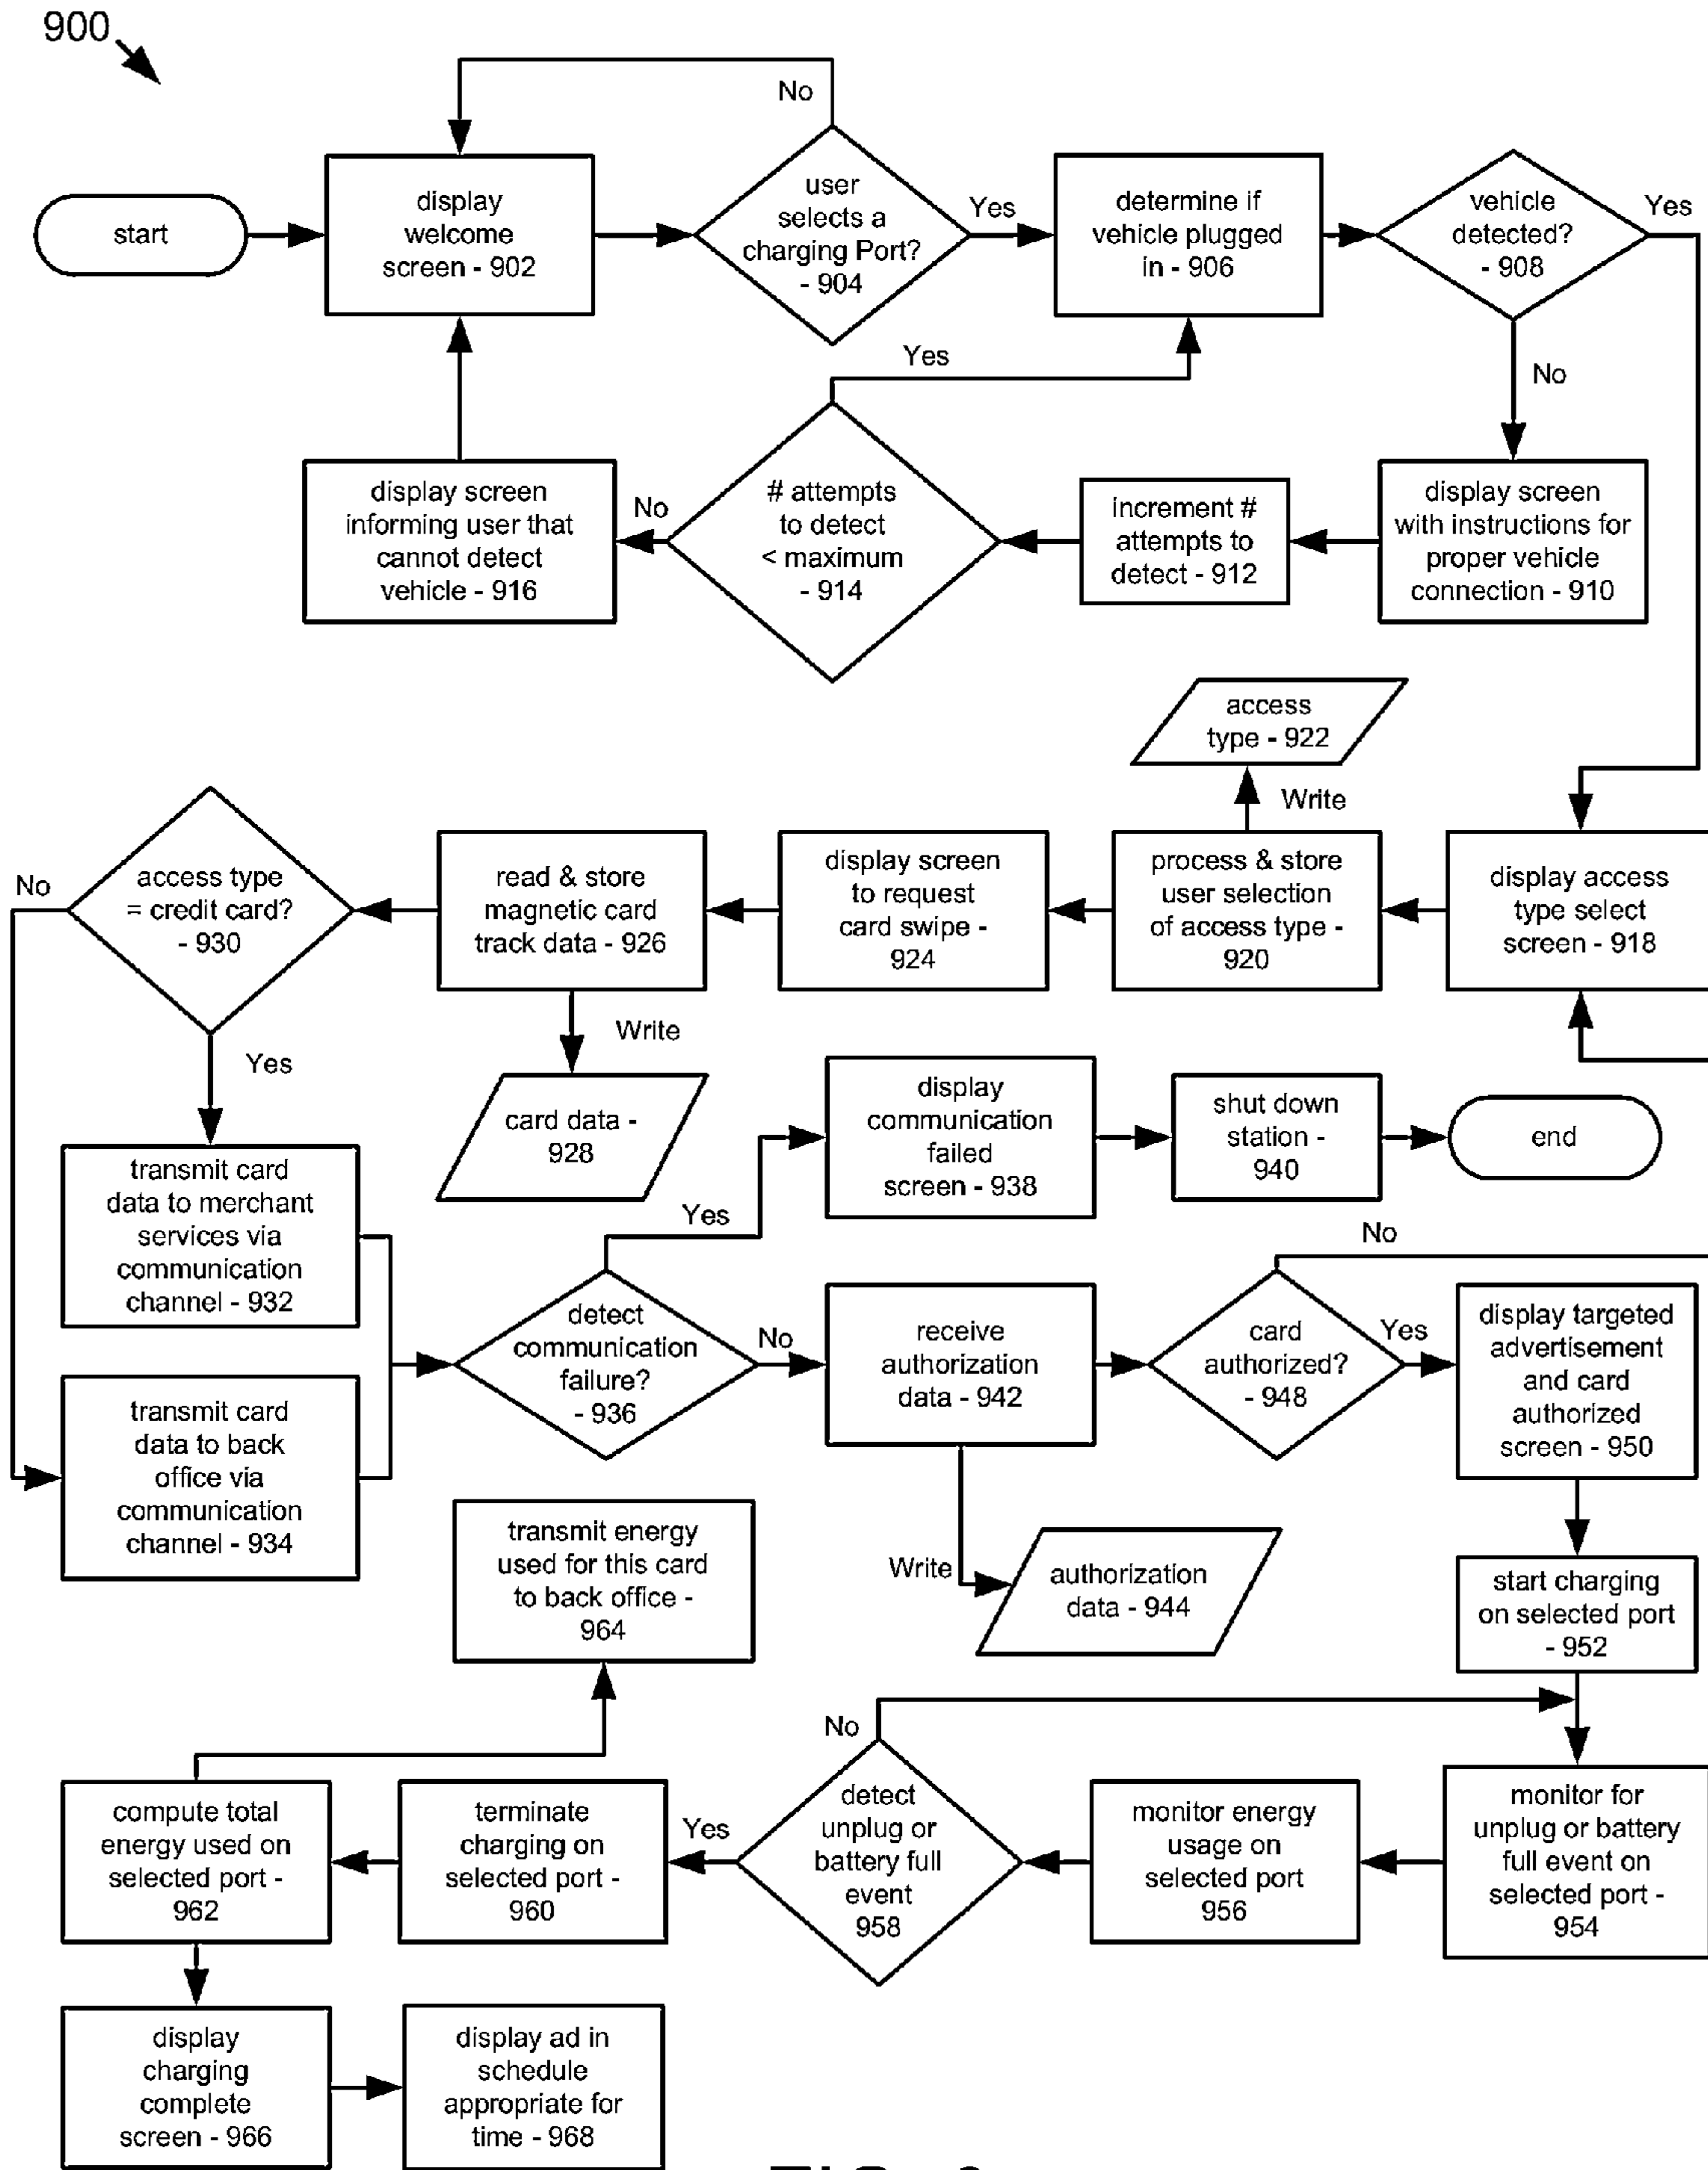 900
No
start
display
welcome
screen - 902
user
selects a
charging Port?
- 904
Yes
determine if
vehicle plugged
in - 906
vehicle
detected?
- 908
Yes
Yes
No
display screen
informing user that
cannot detect
vehicle - 916
No
# attempts
to detect
< maximum
- 914
increment #
attempts to
detect - 912
display screen
with instructions for
proper vehicle
connection - 910
access
type - 922
Write
No
access type
= credit card?
- 930
read & store
magnetic card
track data - 926
display screen
to request
card swipe -
924
process & store
user selection
of access type -
920
display access
type select
screen - 918
Yes
Write
card data -
928
display
communication
failed
screen - 938
shut down
station -
940
end
transmit card
data to merchant
services via
communication
channel - 932
Yes
No
detect
communication
failure?
- 936
No
receive
authorization
data - 942
card
authorized?
- 948
Yes
display targeted
advertisement
and card
authorized
screen - 950
transmit card
data to back
office via
communication
channel - 934
transmit energy
used for this card
to back office -
964
Write
authorization
data - 944
start charging
on selected port
- 952
No
compute total
energy used on
selected port -
962
terminate
charging on
selected port -
960
Yes
detect
unplug or
battery full
event
958
monitor energy
usage on
selected port
956
monitor for
unplug or battery
full event on
selected port -
954
display
charging
complete
screen - 966
display ad in
schedule
appropriate for
time - 968